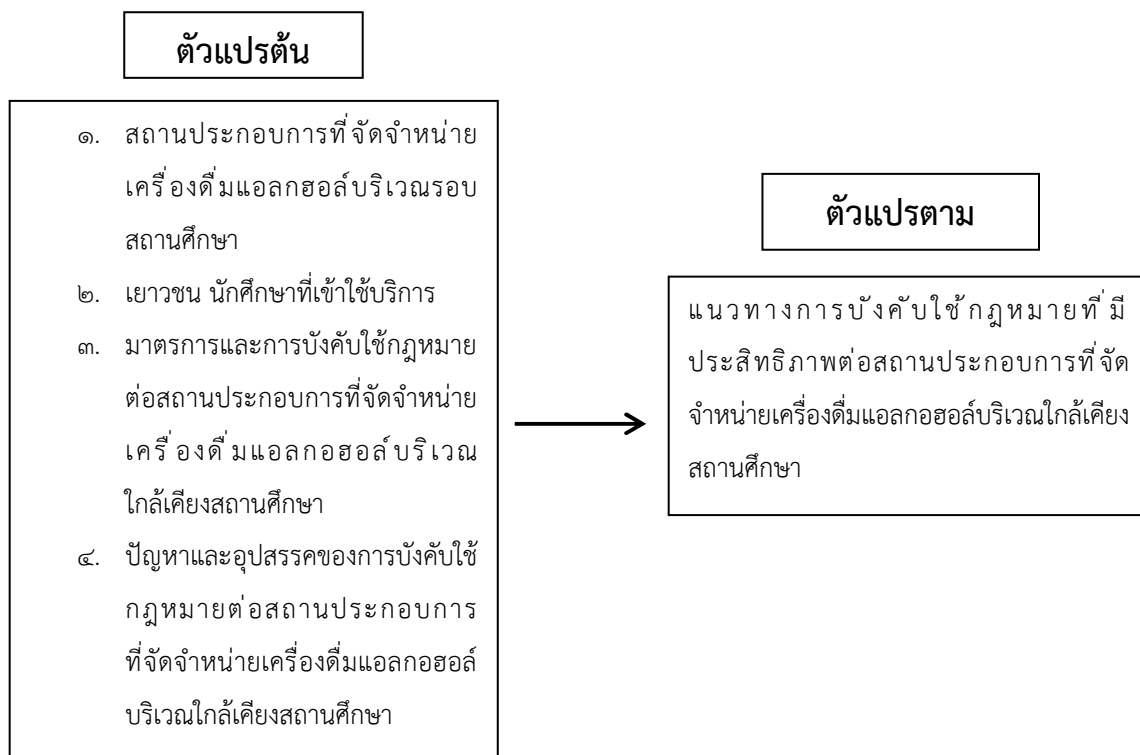 ตัวแปรต้น
๑. สถานประกอบการที่จัดจำหน่าย
เครื่องดื่มแอลกฮอล์บริเวณรอบ
สถานศึกษา
๒. เยาวชน นักศึกษาที่เข้าใช้บริการ
๓. มาตรการและการบังคับใช้กฎหมาย
ต่อสถานประกอบการที่จัดจำหน่าย
เครื่องดื่มแอลกอฮอล์บริเวณ
ใกล้เคียงสถานศึกษา
๔. ปัญหาและอุปสรรคของการบังคับใช้
กฎหมายต่อสถานประกอบการ
ที่จัดจำหน่ายเครื่องดื่มแอลกอฮอล์
บริเวณใกล้เคียงสถานศึกษา
ตัวแปรตาม
แนวทางการบังคับใช้กฎหมายที่มี
ประสิทธิภาพต่อสถานประกอบการที่จัด
จำหน่ายเครื่องดื่มแอลกอฮอล์บริเวณใกล้เคียง
สถานศึกษา